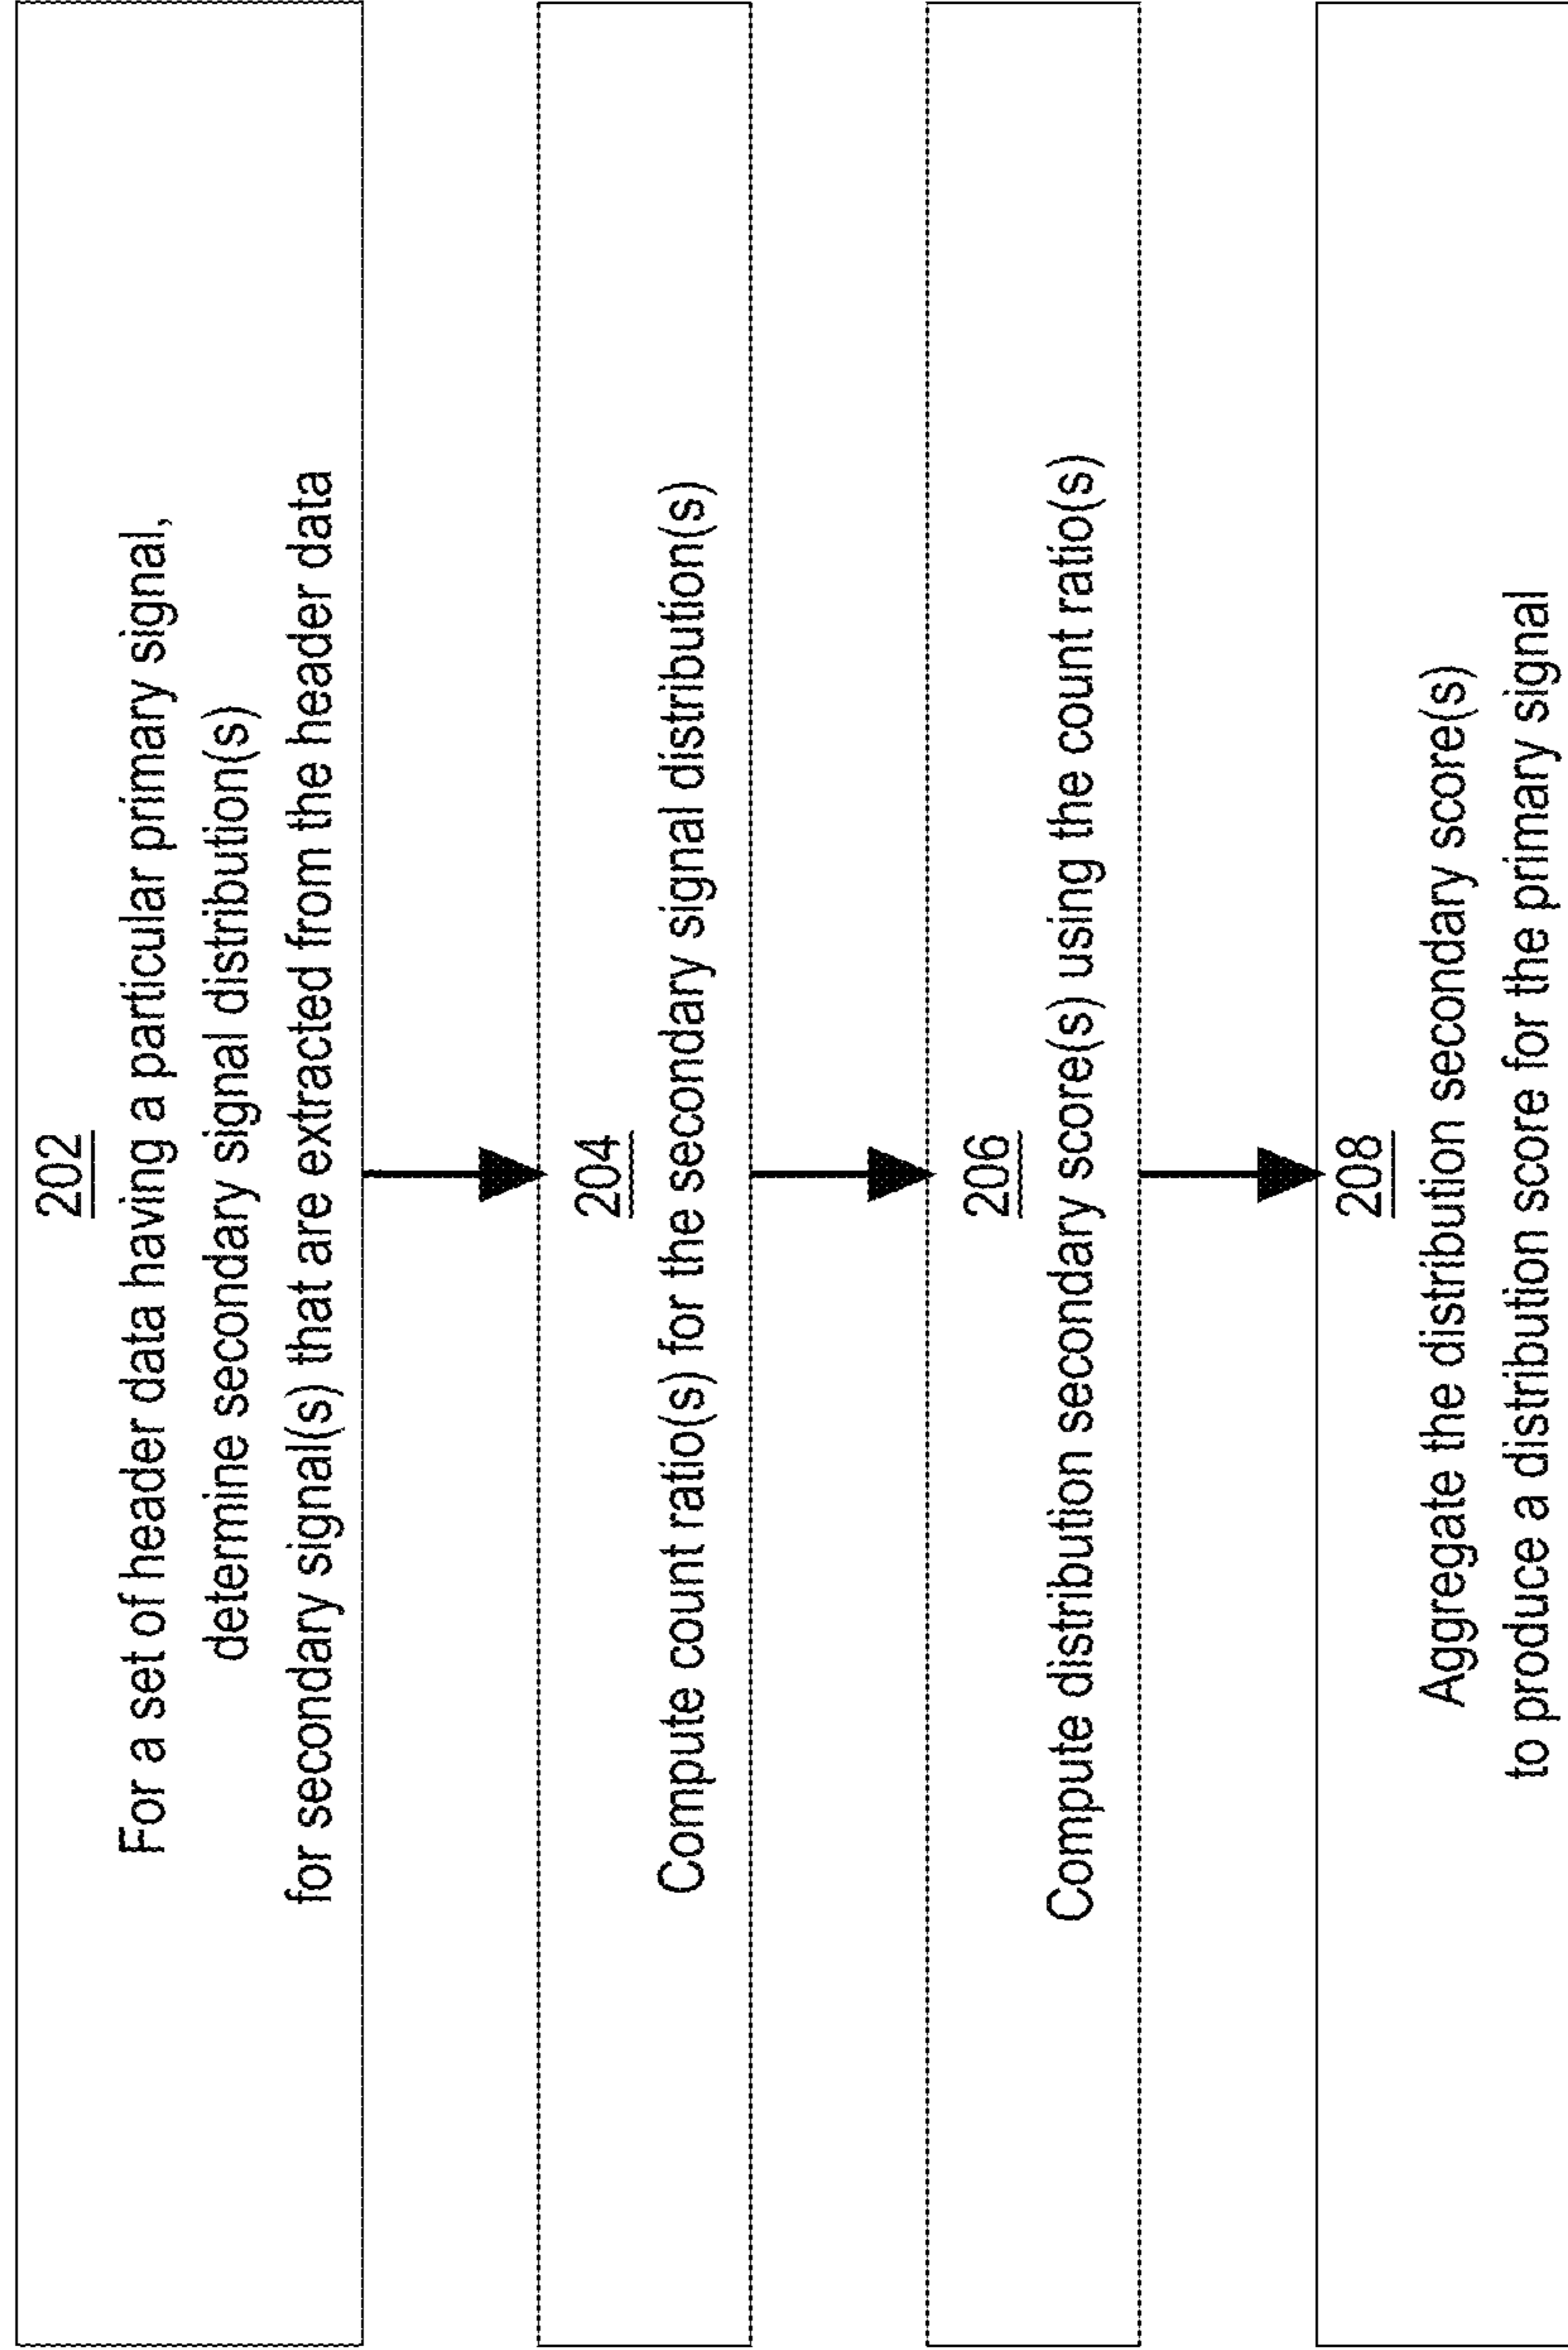 202
For a set of header data having a particular primary signal,
determine secondary signal distribution(s)
for secondary signal(s) that are extracted from the header data
204
Compute count ratio(s) for the secondary signal distribution(s)
206
Compute distribution secondary score(s) using the count ratio(s)
208
Aggregate the distribution secondary score(s)
to produce a distribution score for the primary signal